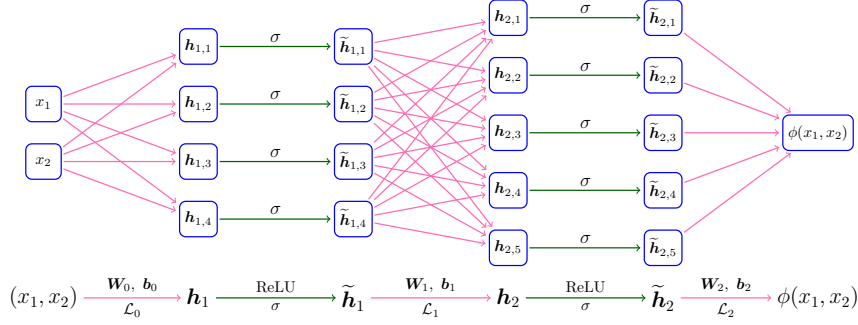 h₂,₁ σ h̃₂,₁
h₁,₁ σ h̃₁,₁
h₂,₂ σ h̃₂,₂
x₁ h₁,₂ σ h̃₁,₂
h₂,₃ σ h̃₂,₃ ϕ(x₁, x₂)
x₂ h₁,₃ σ h̃₁,₃
h₂,₄ σ h̃₂,₄
h₁,₄ σ h̃₁,₄
h₂,₅ σ h̃₂,₅
W₀, b₀ ReLU W₁, b₁ ReLU W₂, b₂
(x₁, x₂) h₁ h̃₁ h₂ h̃₂ ϕ(x₁, x₂)
ℒ₀ σ ℒ₁ σ ℒ₂